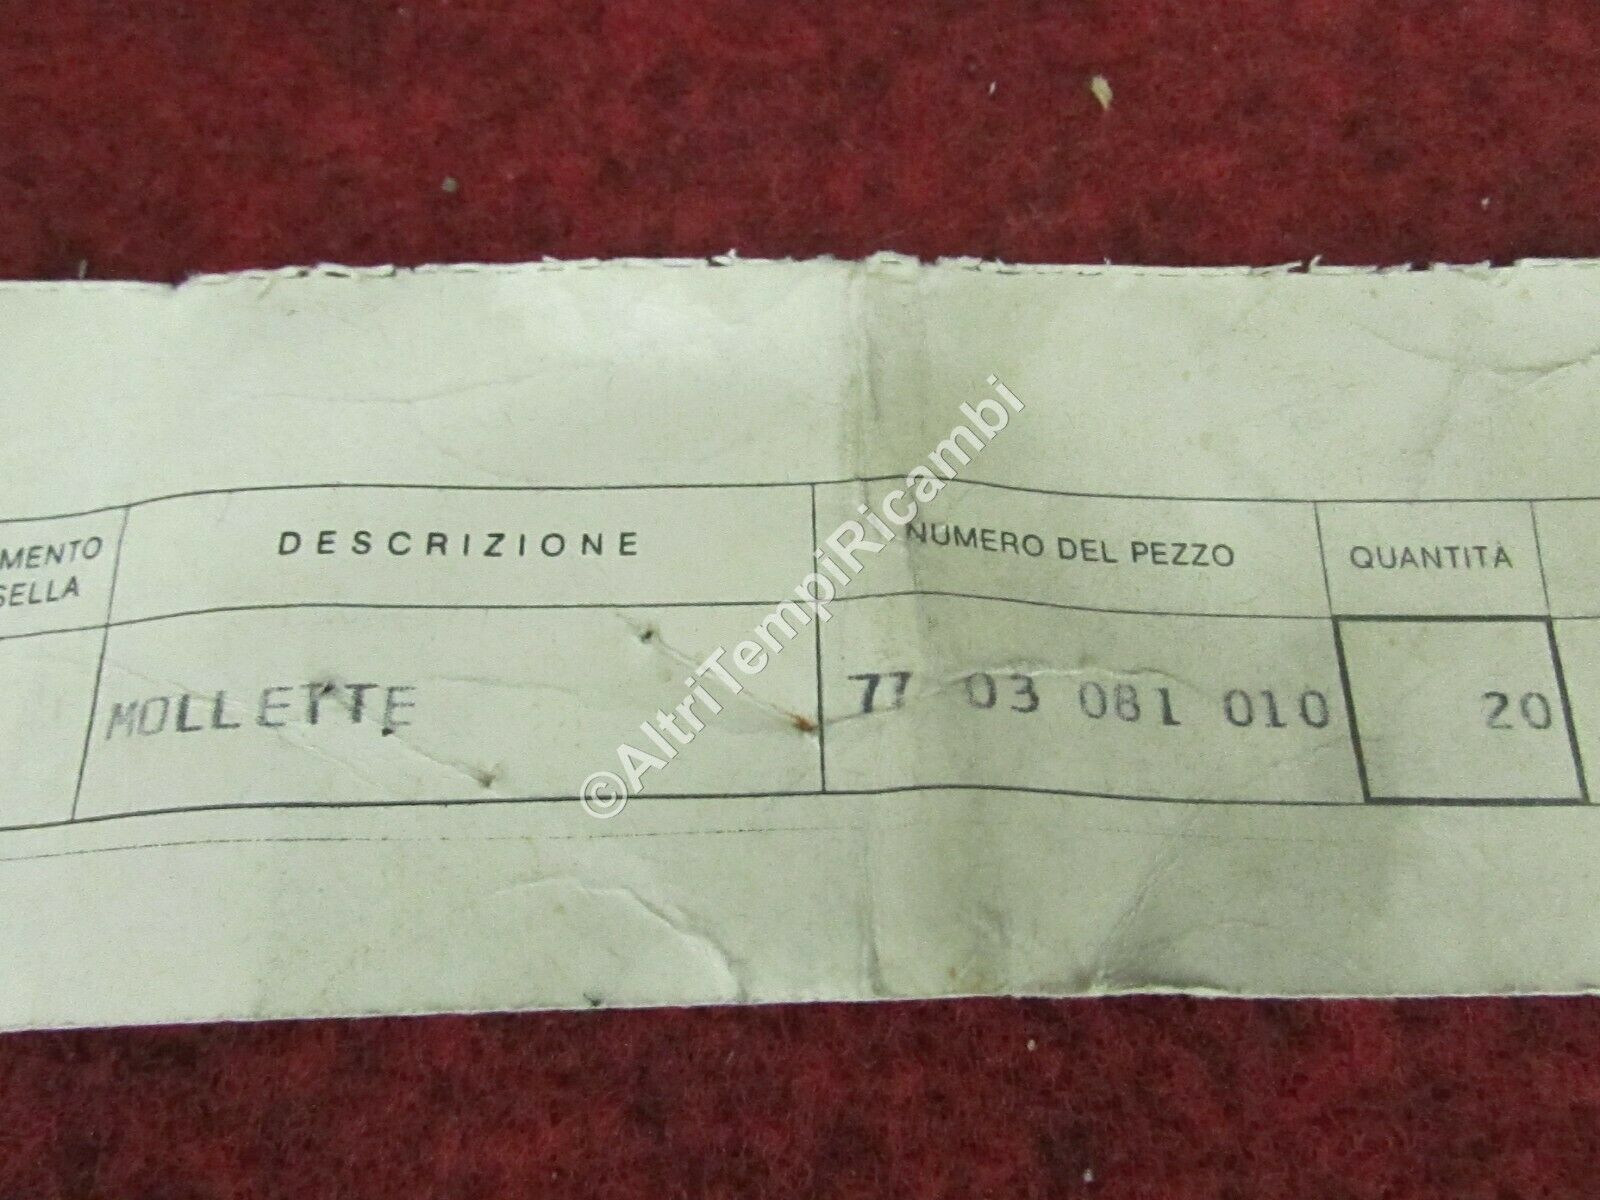 MENTO
SELLA
DESCRIZIONE
NUMERO DEL PEZZO
QUANTITÀ
MOLLETTE
77 03 081 010
20
©AltriTempiRicambi